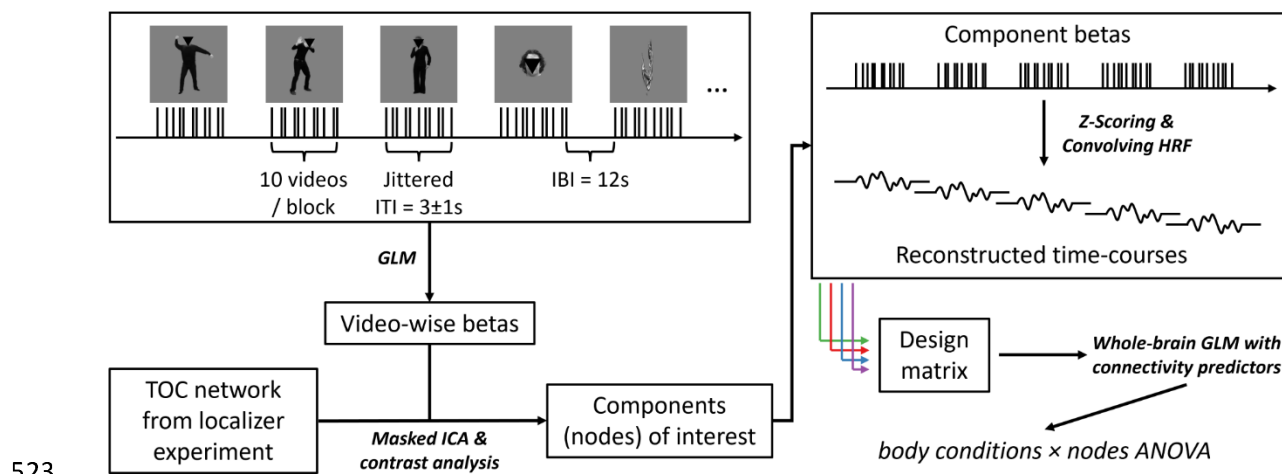 ...
10 videos
/ block
Jittered
ITI = 3±1s
IBI = 12s
GLM
Video-wise betas
TOC network
from localizer
experiment
Masked ICA &
contrast analysis
Components
(nodes) of interest
Component betas
Z-Scoring &
Convolving HRF
Reconstructed time-courses
Design
matrix
Whole-brain GLM with
connectivity predictors
body conditions × nodes ANOVA
523